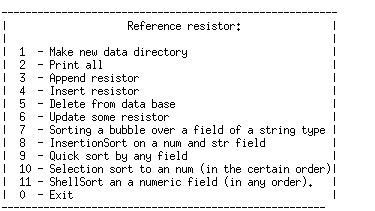 Reference resistor:
1 - Make new data directory
2 - Print all
3 - Append resistor
4 - Insert resistor
5 - Delete from data base
6 - Update some resistor
7 - Sorting a bubble over a field of a string type
8 - InsertionSort on a num and str field
9 - Quick sort by any field
10 - Selection sort to an num (in the certain order)
11 - ShellSort an a numeric field (in any order).
0 - Exit